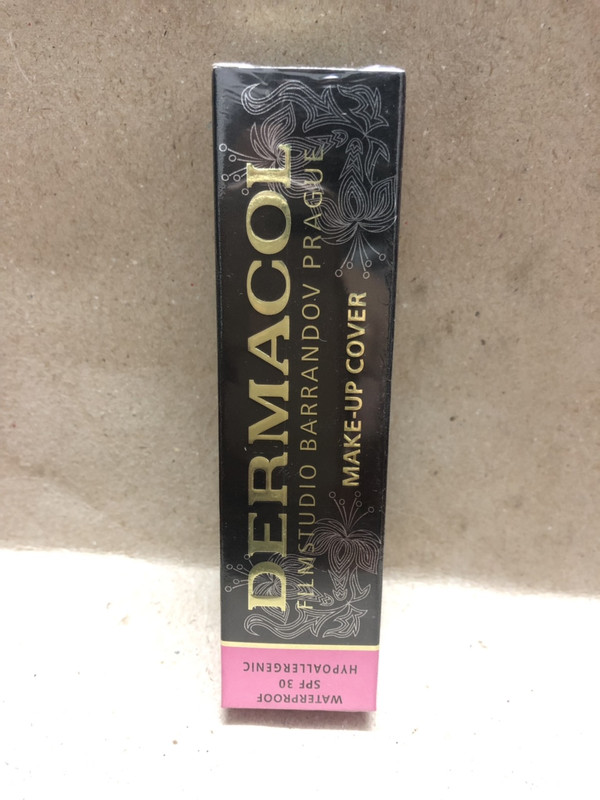 DERMACOL
FILMSTUDIO BARRANDOV PRAGUE
MAKE-UP COVER
WATERPROOF
SPF 30
HYPOALLERGENIC